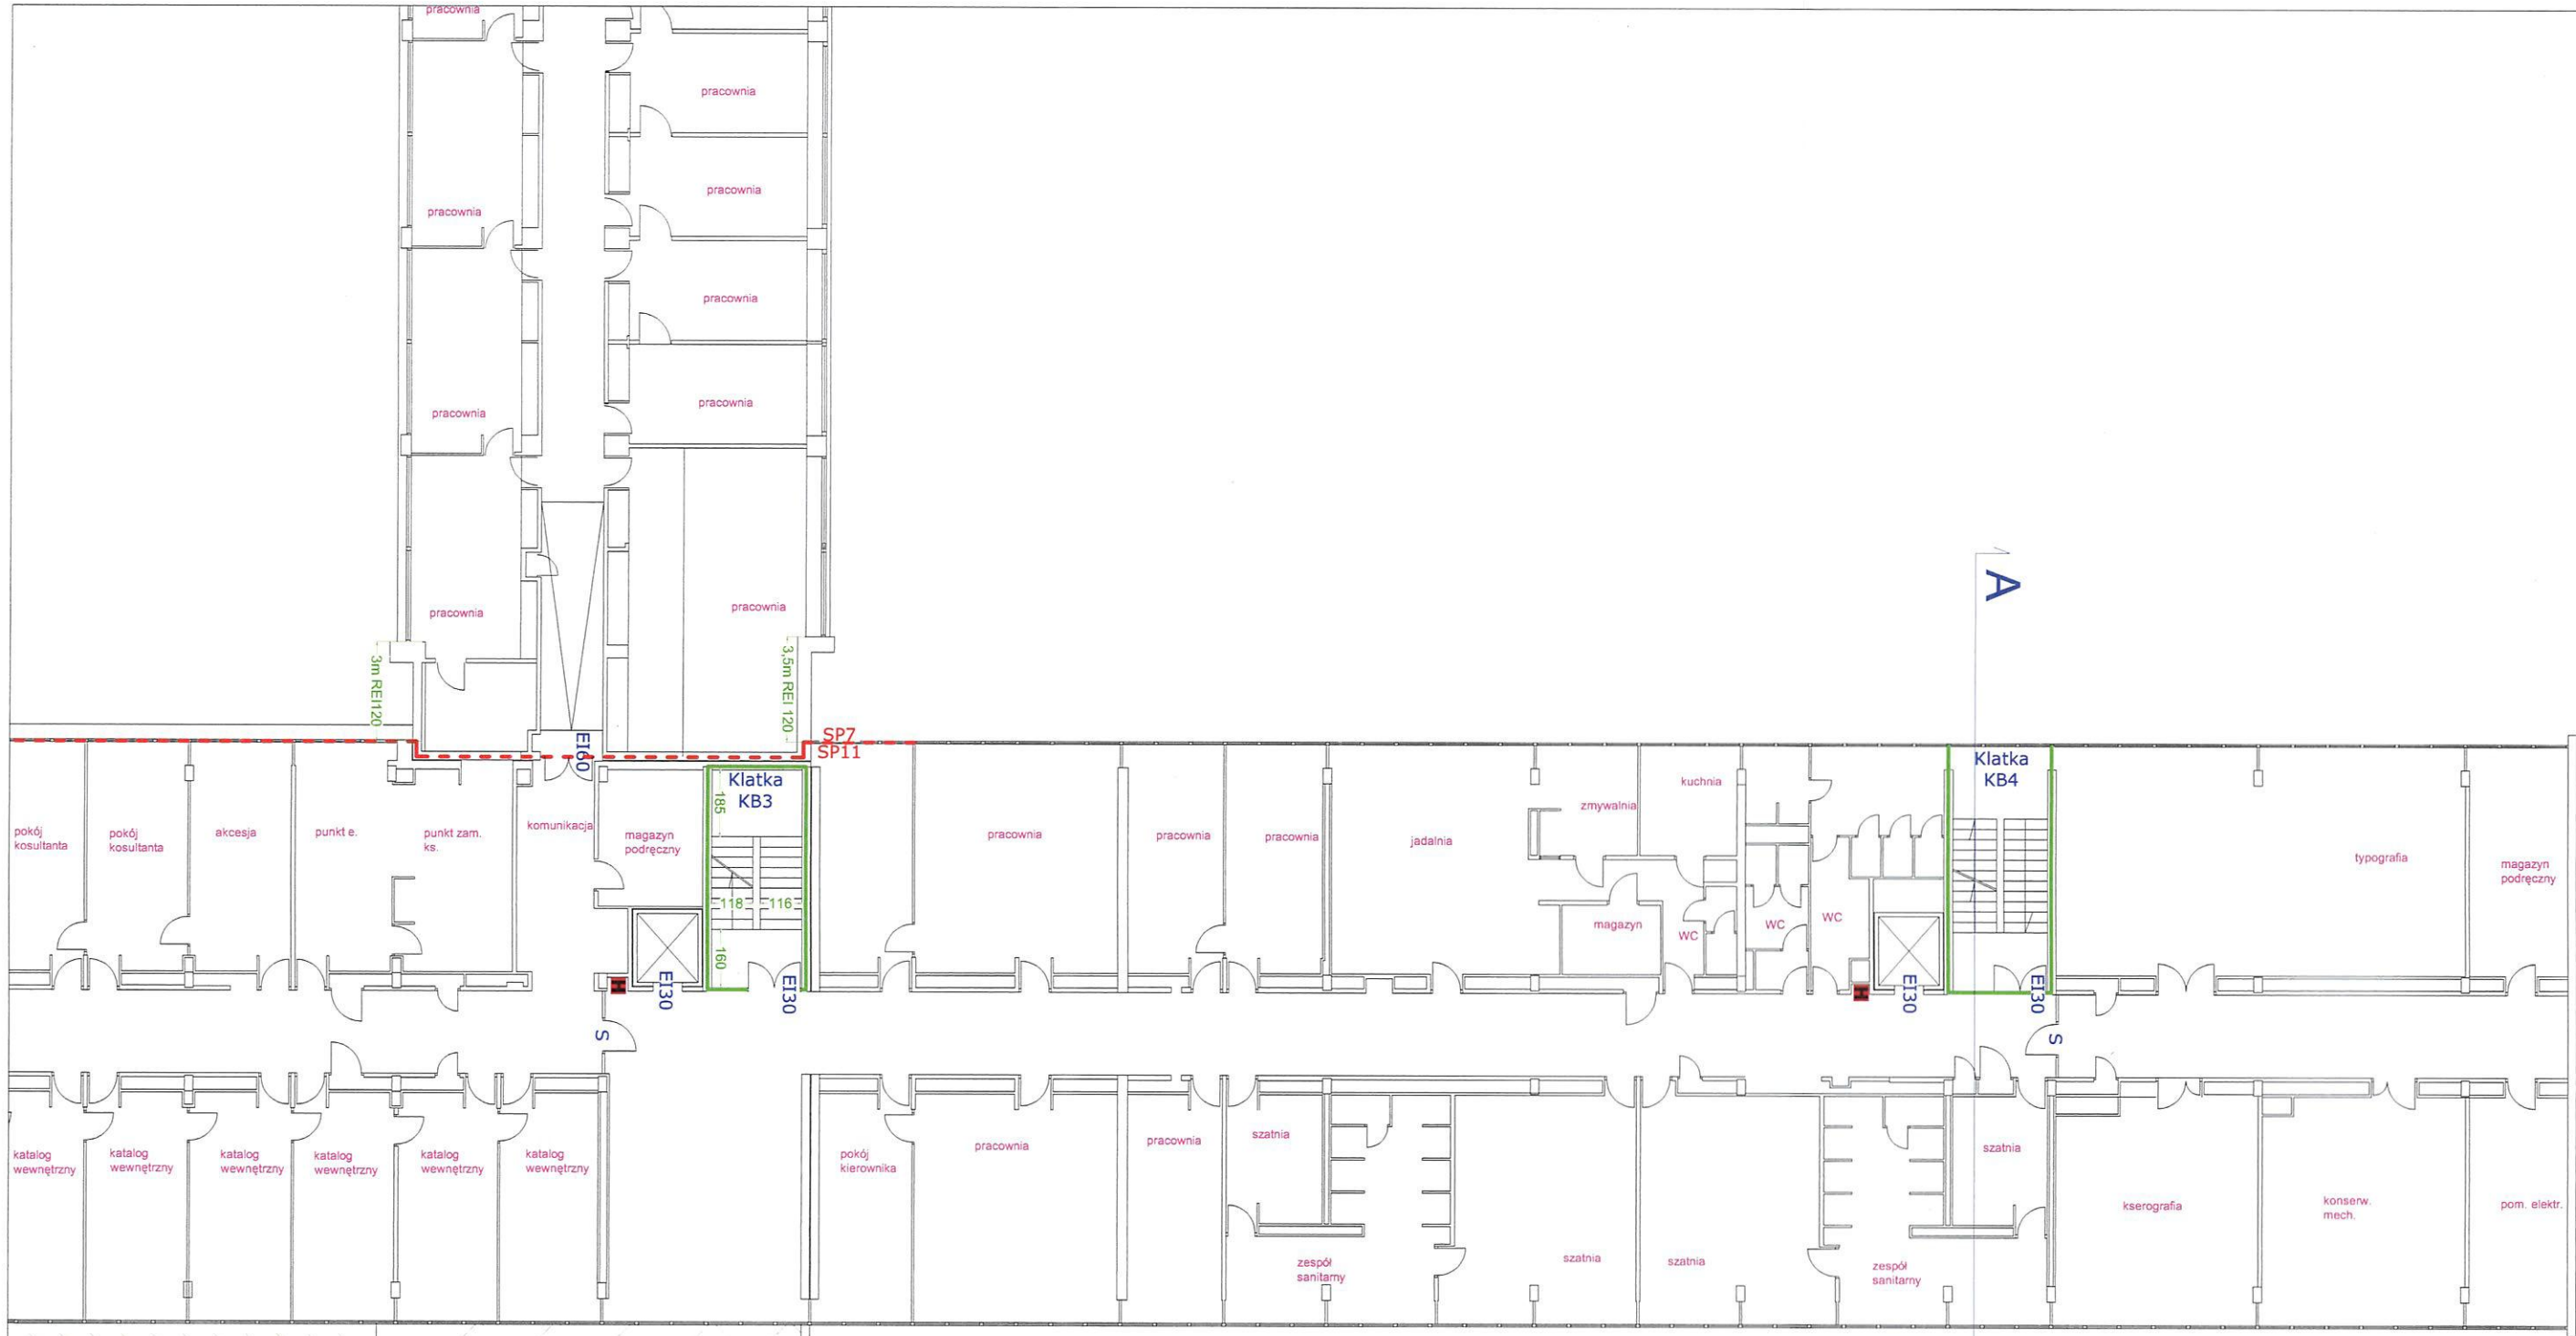 pracownia
pracownia
pracownia
pracownia
pracownia
pracownia
pracownia
pracownia
pracownia
pracownia
A
3m REI120
3,5m REI 120
SP7
SP11
EI60
Klatka
KB3
185
118
116
160
EI30
EI30
H
S
pokój
kosultanta
pokój
kosultanta
akcesja
punkt e.
punkt zam.
ks.
komunikacja
magazyn
podręczny
pracownia
pracownia
pracownia
jadalnia
zmywalnia
kuchnia
magazyn
WC
WC
WC
Klatka
KB4
EI30
EI30
H
S
typografia
magazyn
podręczny
katalog
wewnętrzny
katalog
wewnętrzny
katalog
wewnętrzny
katalog
wewnętrzny
katalog
wewnętrzny
katalog
wewnętrzny
pokój
kierownika
pracownia
pracownia
szatnia
zespół
sanitarny
szatnia
szatnia
zespół
sanitarny
szatnia
kserografia
konserw.
mech.
pom. elektr.